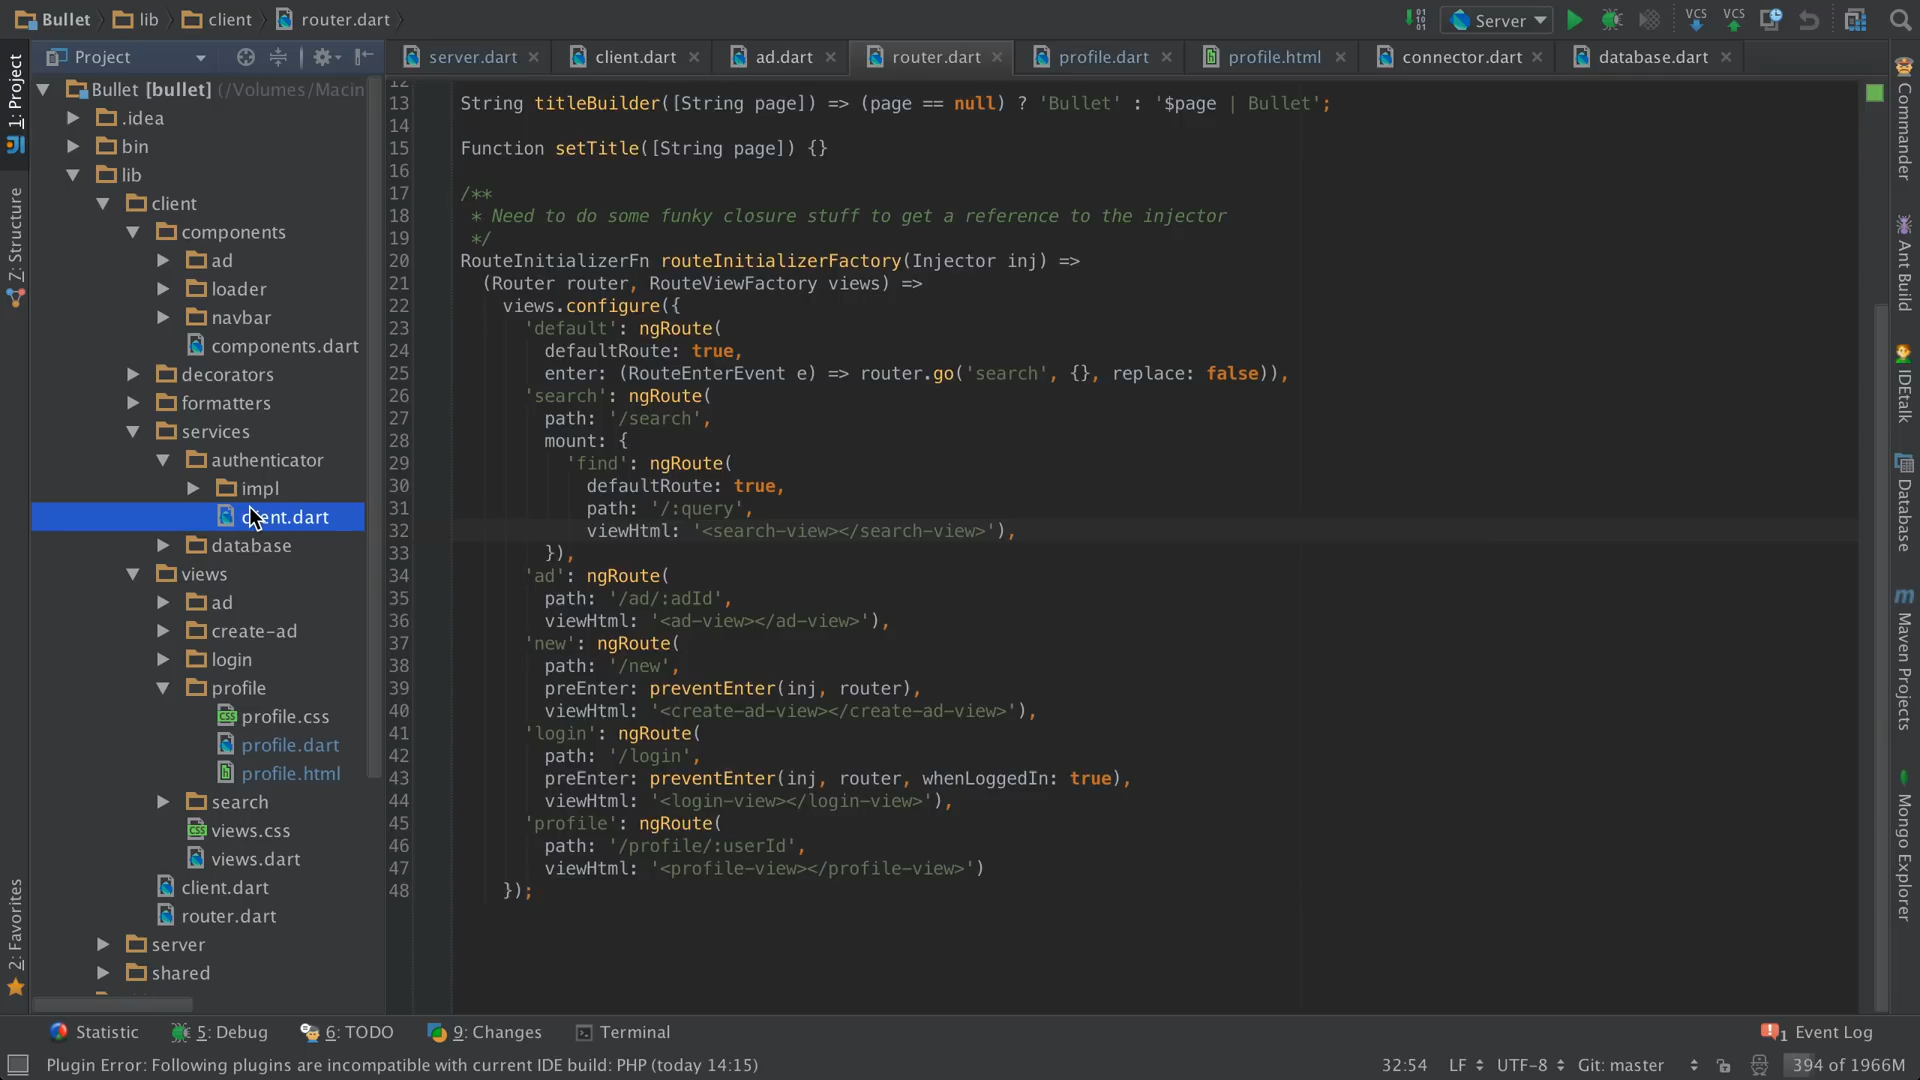 Bullet lib client router.dart
Server
VCS VCS
Project
server.dart client.dart ad.dart router.dart profile.dart profile.html connector.dart database.dart
1: Project
Z: Structure
2: Favorites
Bullet [bullet] (/Volumes/Macin
.idea
bin
lib
client
components
ad
loader
navbar
components.dart
decorators
formatters
services
authenticator
impl
client.dart
database
views
ad
create-ad
login
profile
profile.css
profile.dart
profile.html
search
views.css
views.dart
client.dart
router.dart
server
shared
12
13 String titleBuilder([String page]) => (page == null) ? 'Bullet' : '$page | Bullet';
14
15 Function setTitle([String page]) {}
16
17 /**
18 * Need to do some funky closure stuff to get a reference to the injector
19 */
20 RouteInitializerFn routeInitializerFactory(Injector inj) =>
21 (Router router, RouteViewFactory views) =>
22 views.configure({
23 'default': ngRoute(
24 defaultRoute: true,
25 enter: (RouteEnterEvent e) => router.go('search', {}, replace: false)),
26 'search': ngRoute(
27 path: '/search',
28 mount: {
29 'find': ngRoute(
30 defaultRoute: true,
31 path: '/:query',
32 viewHtml: '<search-view></search-view>'),
33 }),
34 'ad': ngRoute(
35 path: '/ad/:adId',
36 viewHtml: '<ad-view></ad-view>'),
37 'new': ngRoute(
38 path: '/new',
39 preEnter: preventEnter(inj, router),
40 viewHtml: '<create-ad-view></create-ad-view>'),
41 'login': ngRoute(
42 path: '/login',
43 preEnter: preventEnter(inj, router, whenLoggedIn: true),
44 viewHtml: '<login-view></login-view>'),
45 'profile': ngRoute(
46 path: '/profile/:userId',
47 viewHtml: '<profile-view></profile-view>')
48 });
Commander
Ant Build
IDEtalk
Database
Maven Projects
Mongo Explorer
Statistic 5: Debug 6: TODO 9: Changes Terminal 1 Event Log
Plugin Error: Following plugins are incompatible with current IDE build: PHP (today 14:15) 32:54 LF UTF-8 Git: master 394 of 1966M